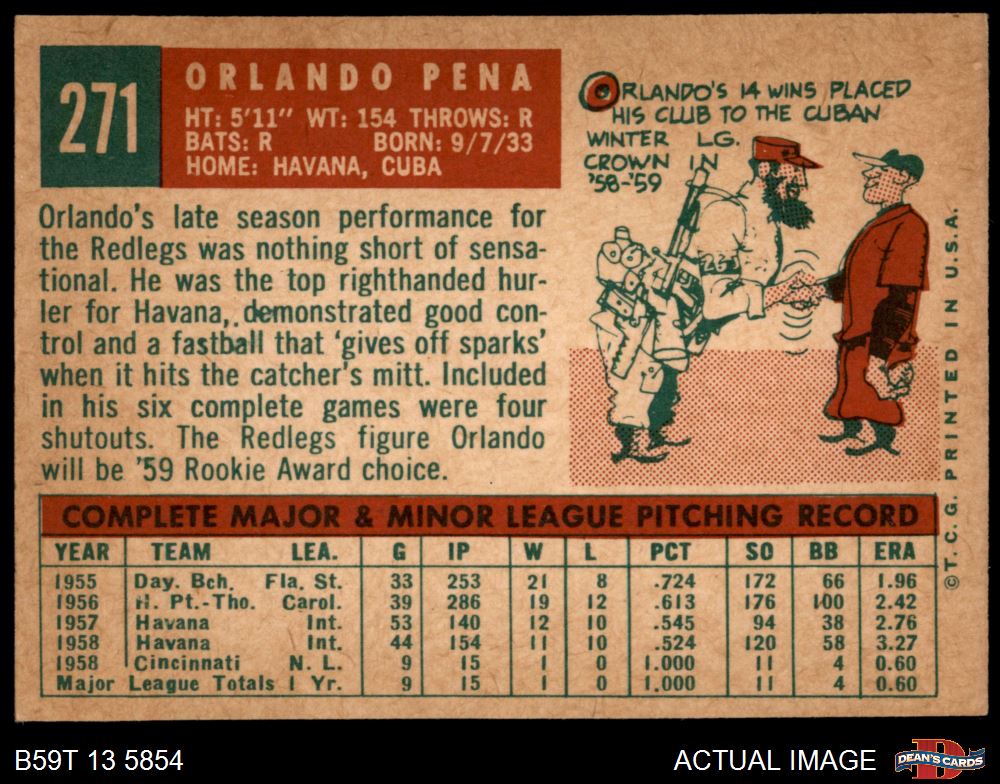 271
ORLANDO PENA
HT: 5'11" WT: 154 THROWS: R
BATS: R BORN: 9/7/33
HOME: HAVANA, CUBA
ORLANDO'S 14 WINS PLACED
HIS CLUB TO THE CUBAN
WINTER LG.
CROWN IN
'58-'59
Orlando's late season performance for
the Redlegs was nothing short of sensa-
tional. He was the top righthanded hur-
ler for Havana, demonstrated good con-
trol and a fastball that 'gives off sparks'
when it hits the catcher's mitt. Included
in his six complete games were four
shutouts. The Redlegs figure Orlando
will be '59 Rookie Award choice.
COMPLETE MAJOR & MINOR LEAGUE PITCHING RECORD
YEAR TEAM LEA. G IP W L PCT SO BB ERA
1955 Day. Bch. Fla. St. 33 253 21 8 .724 172 66 1.96
1956 H. Pt.-Tho. Carol. 39 286 19 12 .613 176 100 2.42
1957 Havana Int. 53 140 12 10 .545 94 38 2.76
1958 Havana Int. 44 154 11 10 .524 120 58 3.27
1958 Cincinnati N. L. 9 15 1 0 1.000 11 4 0.60
Major League Totals 1 Yr. 9 15 1 0 1.000 11 4 0.60
©T. C. G. PRINTED IN U.S.A.
B59T 13 5854
ACTUAL IMAGE
DEAN'S CARDS